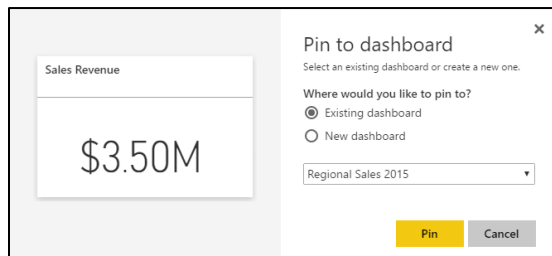 Sales Revenue
$3.50M
Pin to dashboard
Select an existing dashboard or create a new one.
Where would you like to pin to?
Existing dashboard
New dashboard
Regional Sales 2015
Pin Cancel